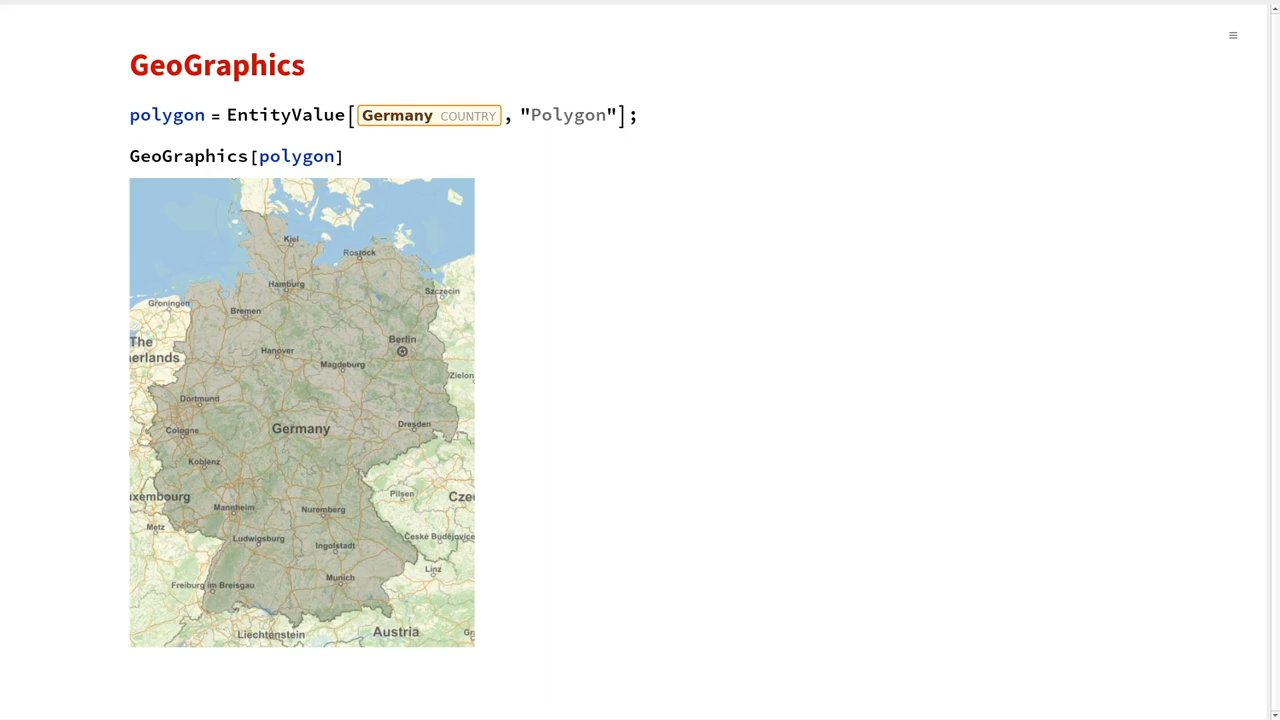 ≡
GeoGraphics
polygon = EntityValue[Germany COUNTRY, "Polygon"];
GeoGraphics[polygon]
Kiel
Rostock
Hamburg
Szczecin
Groningen
Bremen
The
erlands
Berlin
Hanover
Magdeburg
Zielon
Dortmund
Dresden
Cologne
Germany
Koblenz
Pilsen
Cze
uxembourg
Mannheim
Nuremberg
Metz
Ludwigsburg
České Budějovice
Ingolstadt
Linz
Munich
Freiburg im Breisgau
Liechtenstein
Austria
Gr